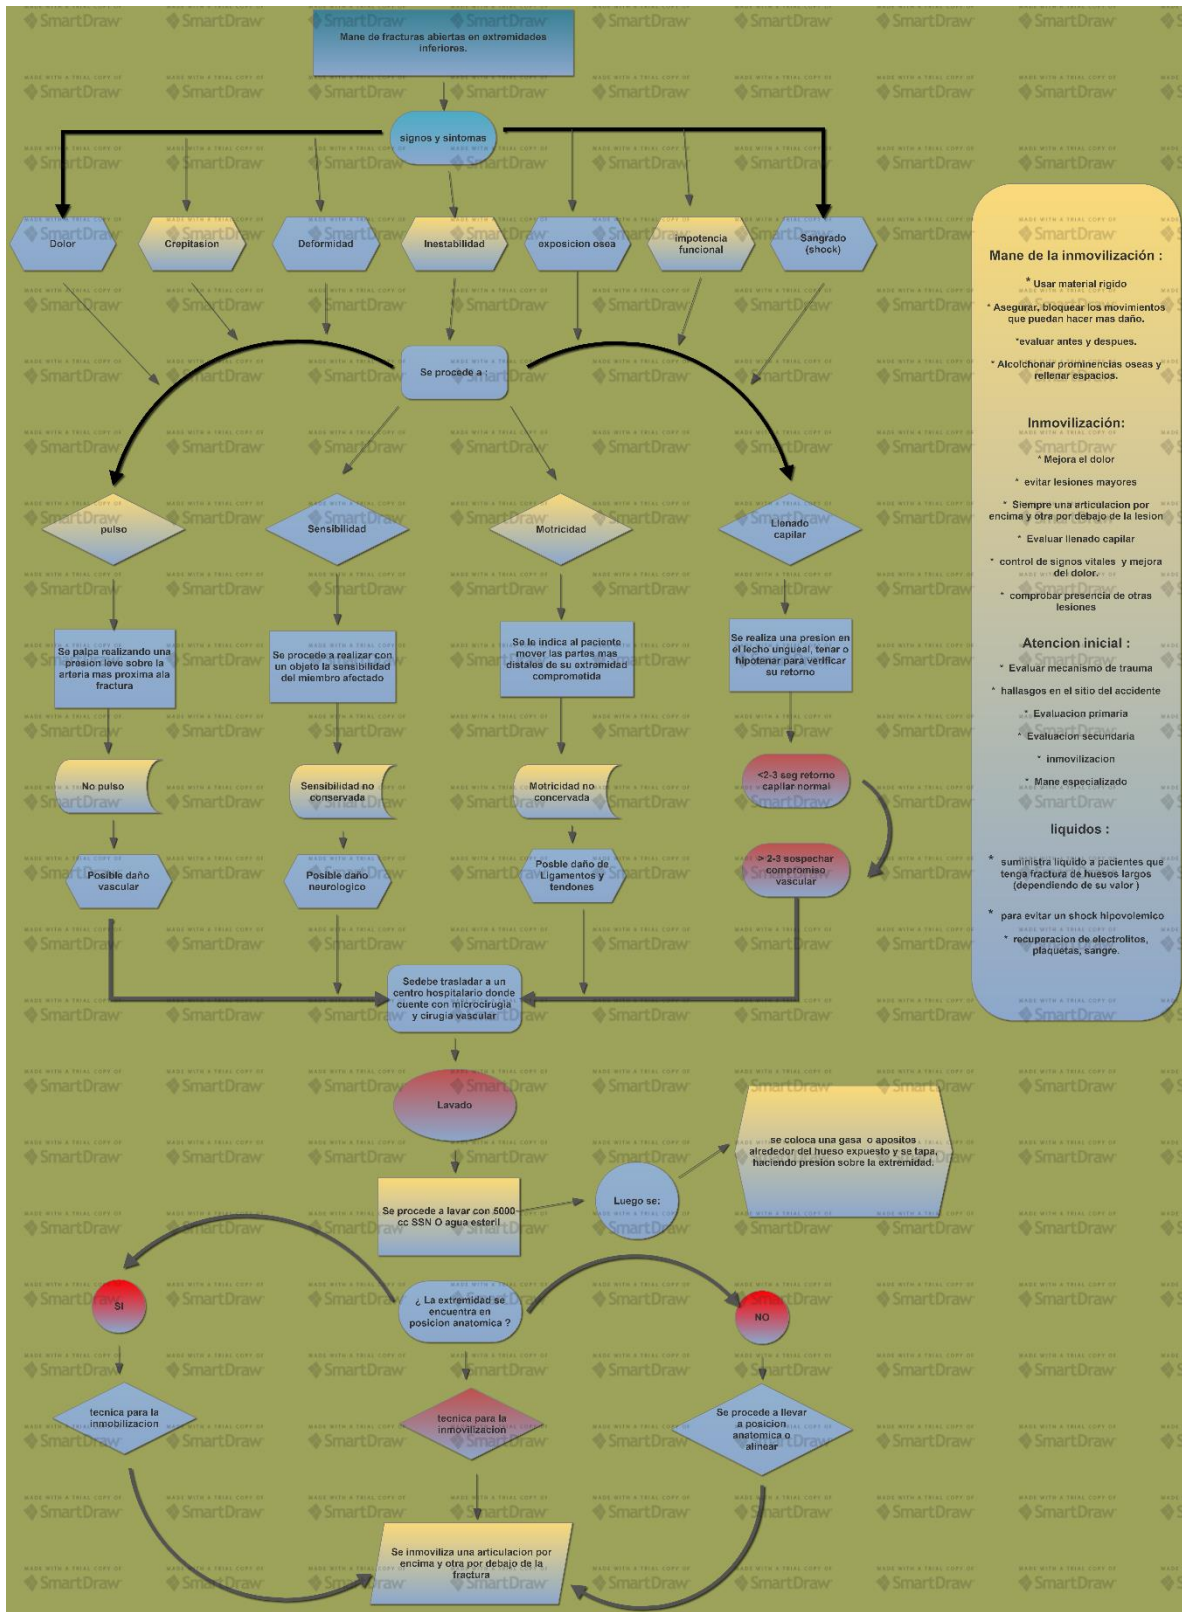 Mane de fracturas abiertas en extremidades
inferiores.
signos y sintomas
Dolor
Crepitasion
Deformidad
Inestabilidad
exposicion osea
impotencia
funcional
Sangrado
(shock)
Se procede a :
pulso
Sensibilidad
Motricidad
Llenado
capilar
Se palpa realizando una
presion leve sobre la
arteria mas proxima ala
fractura
Se procede a realizar con
un objeto la sensibilidad
del miembro afectado
Se le indica al paciente
mover las partes mas
distales de su extremidad
comprometida
Se realiza una presion en
el lecho ungueal, tenar o
hipotenar para verificar
su retorno
No pulso
Sensibilidad no
conservada
Motricidad no
concervada
<2-3 seg retorno
capilar normal
Posible daño
vascular
Posible daño
neurologico
Posble daño de
Ligamentos y
tendones
> 2-3 sospechar
compromiso
vascular
Sedebe trasladar a un
centro hospitalario donde
cuente con microcirugia
y cirugia vascular
Lavado
Se procede a lavar con 5000
cc SSN O agua esteril
Luego se:
se coloca una gasa o apositos
alrededor del hueso expuesto y se tapa,
haciendo presión sobre la extremidad.
¿ La extremidad se
encuentra en
posicion anatomica ?
SI
NO
tecnica para la
inmobilizacion
tecnica para la
inmovilizacion
Se procede a llevar
a posicion
anatomica o
alinear
Se inmoviliza una articulacion por
encima y otra por debajo de la
fractura
Mane de la inmovilización :
* Usar material rigido
* Asegurar, bloquear los movimientos
que puedan hacer mas daño.
*evaluar antes y despues.
* Alcolchonar prominencias oseas y
rellenar espacios.
Inmovilización:
* Mejora el dolor
* evitar lesiones mayores
* Siempre una articulacion por
encima y otra por debajo de la lesion
* Evaluar llenado capilar
* control de signos vitales y mejora
del dolor.
* comprobar presencia de otras
lesiones
Atencion inicial :
* Evaluar mecanismo de trauma
* hallasgos en el sitio del accidente
* Evaluacion primaria
* Evaluacion secundaria
* inmovilizacion
* Mane especializado
liquidos :
* suministra liquido a pacientes que
tenga fractura de huesos largos
(dependiendo de su valor )
* para evitar un shock hipovolemico
* recuperacion de electrolitos,
plaquetas, sangre.
MADE WITH A TRIAL COPY OF
SmartDraw